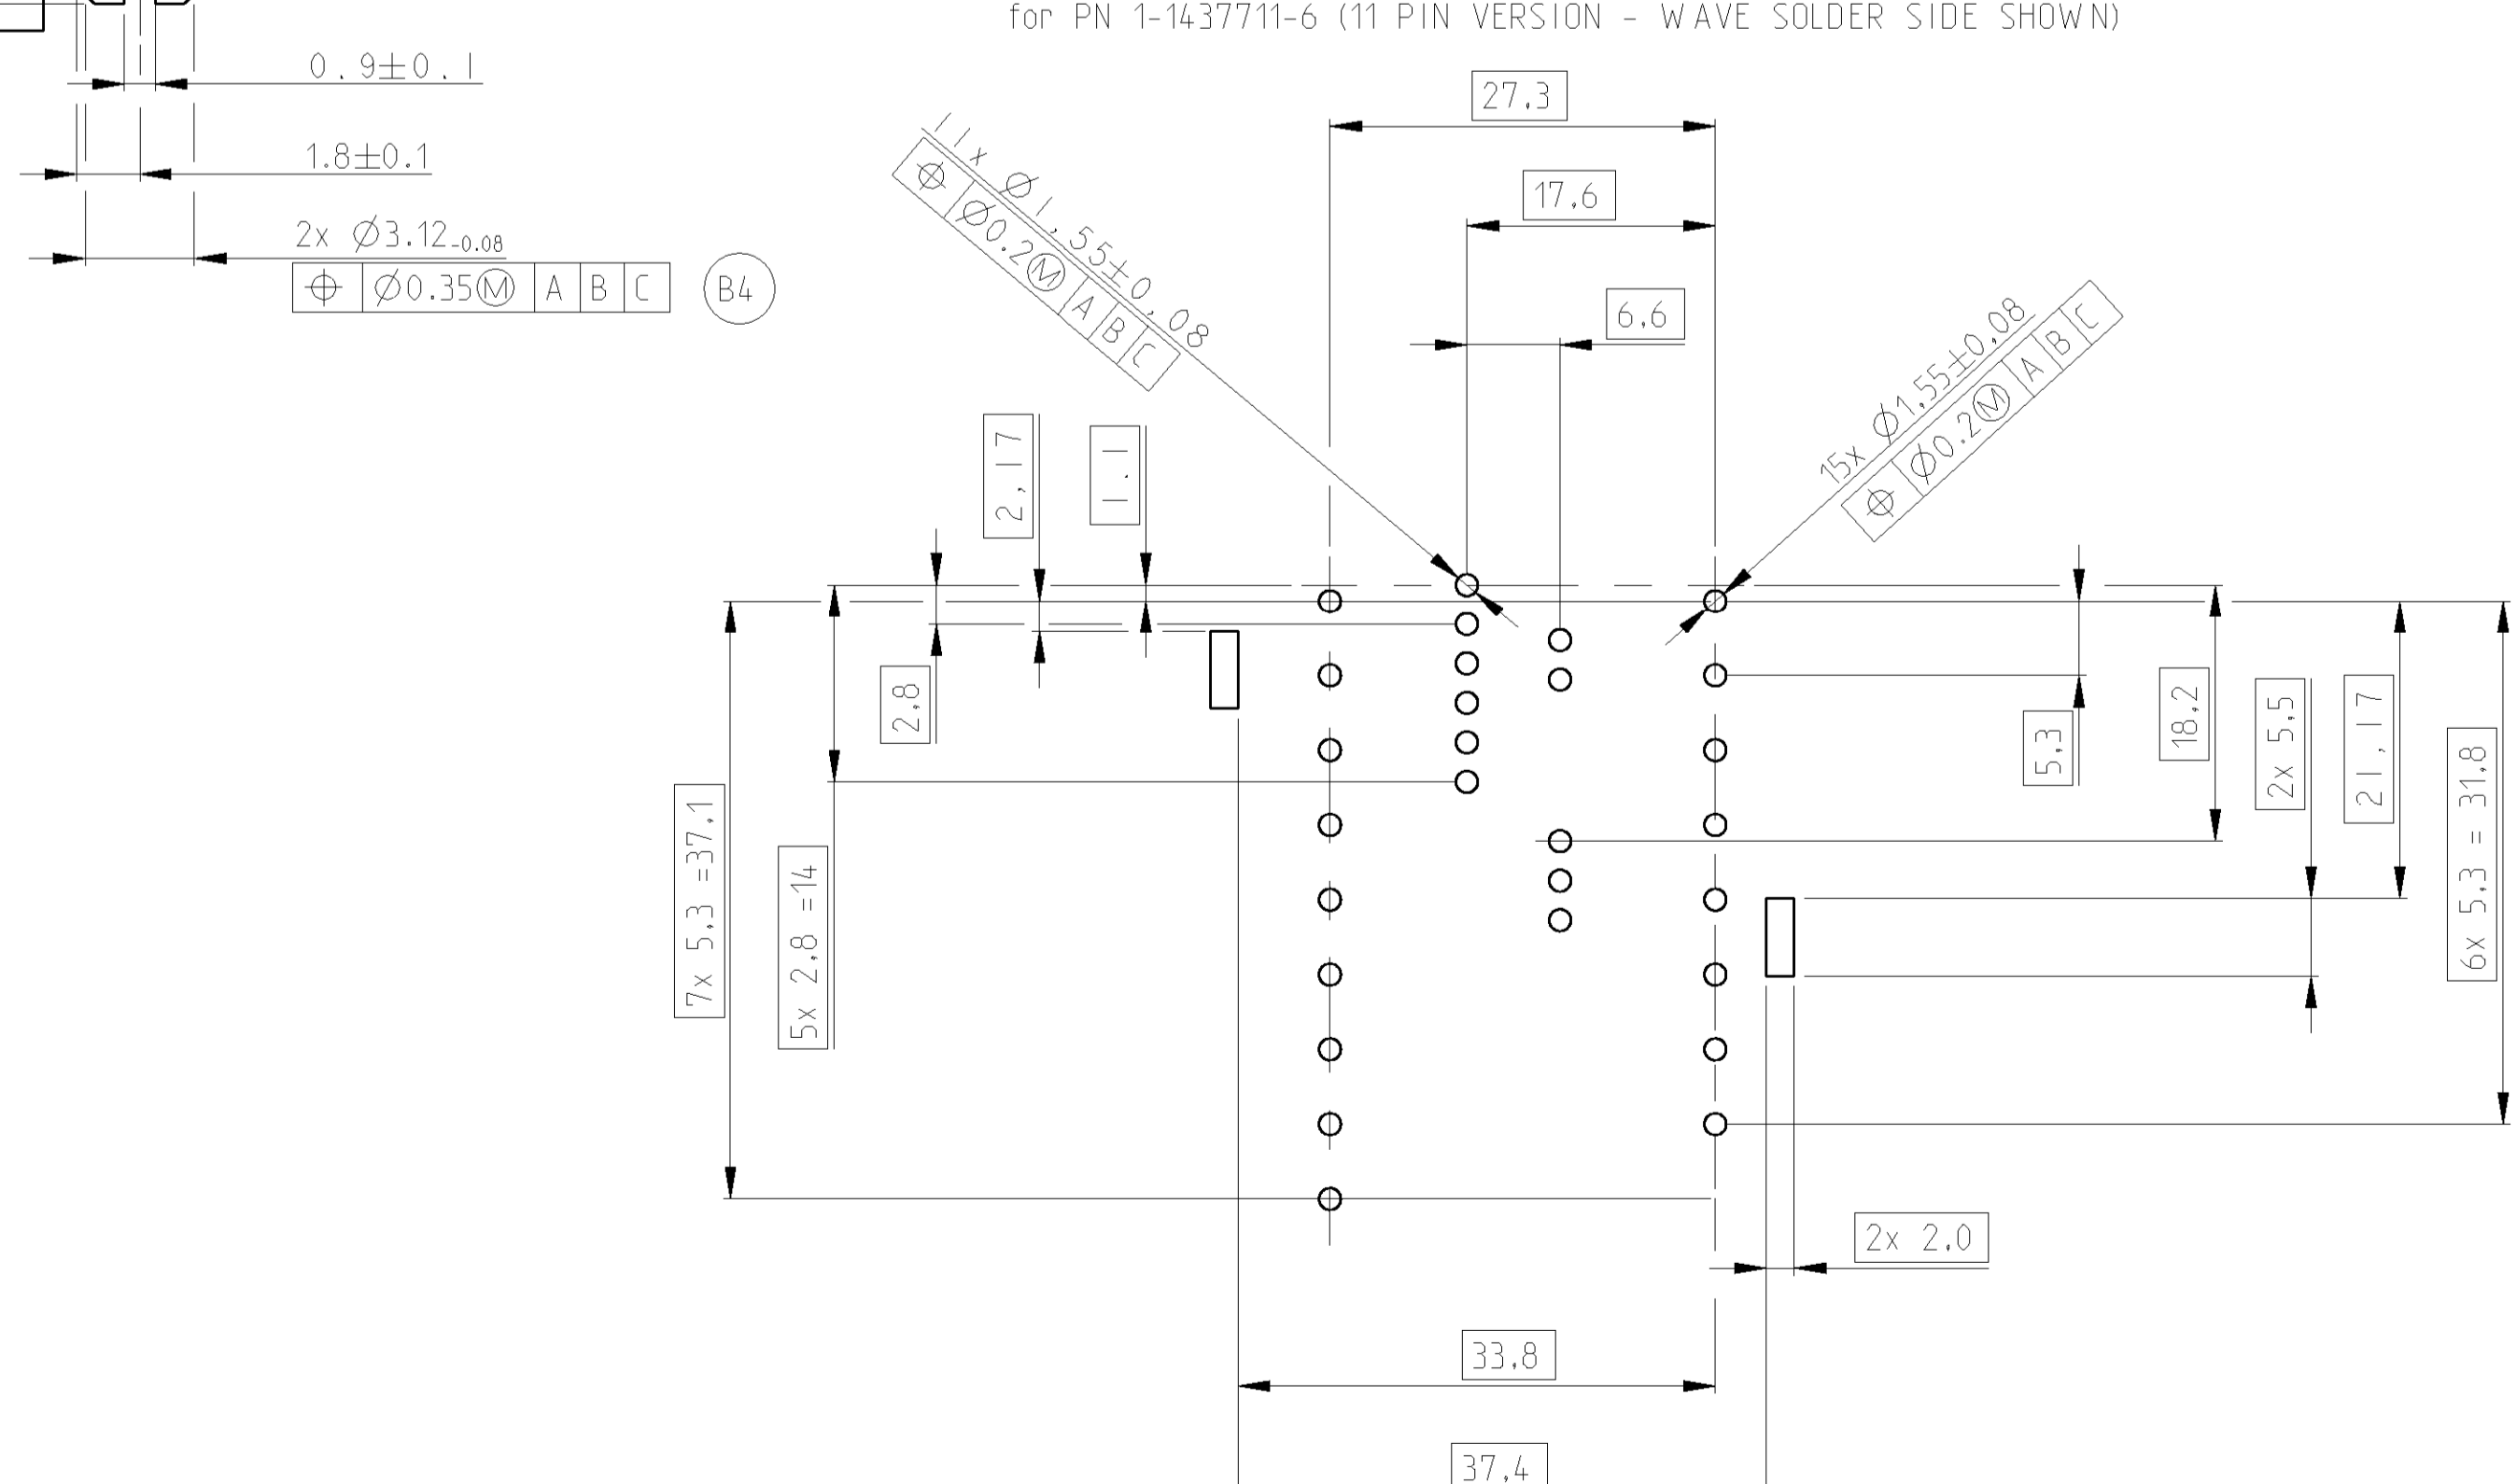 for PN 1-1437711-6 (11 PIN VERSION - WAVE SOLDER SIDE SHOWN)
0.9±0.1
1.8±0.1
2x Ø3.12-0.08
⌖ Ø0.35Ⓜ A B C
B4
27,3
17,6
6,6
11x Ø1,55±0,08
⌖ Ø0.2Ⓜ A B C
15x Ø1,55±0,08
⌖ Ø0.2Ⓜ A B C
2,17
1.1
2,8
7x 5,3 =37,1
5x 2,8 =14
5,3
18,2
2x 5,5
21,17
6x 5,3 = 31,8
2x 2,0
33,8
37,4